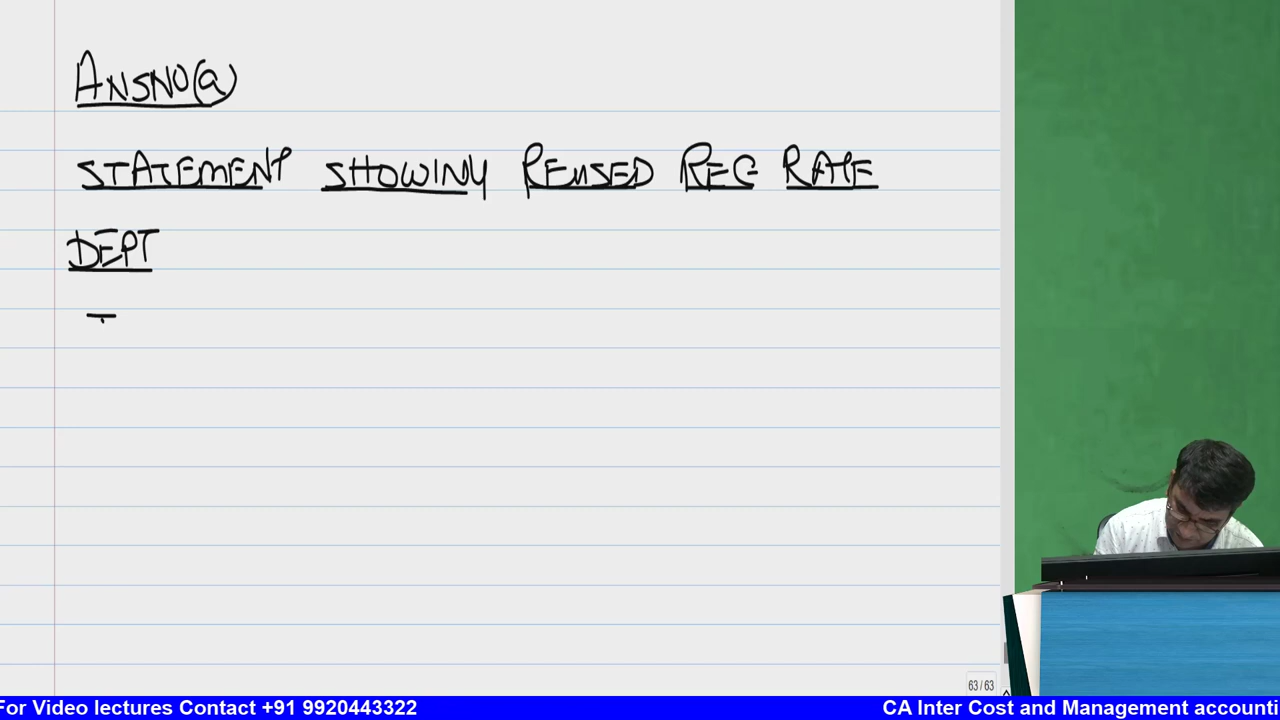 ANSNO(a)
STATEMENT SHOWING REVISED REC RATE
DEPT
63/63
For Video lectures Contact +91 9920443322
CA Inter Cost and Management accounti